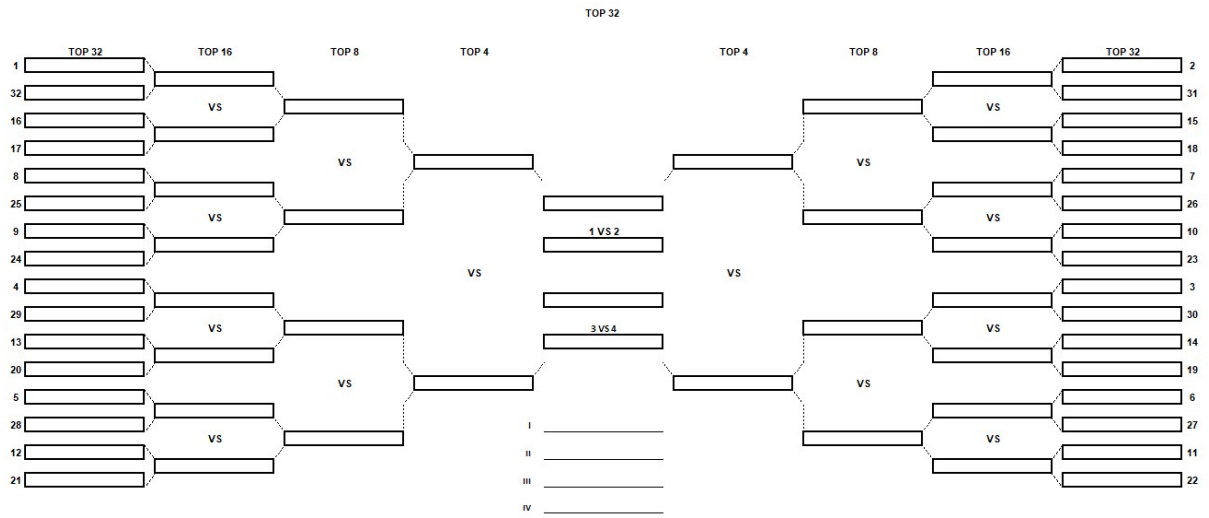 TOP 32
TOP 32 TOP 16 TOP 8 TOP 4 TOP 4 TOP 8 TOP 16 TOP 32
1 2
32 VS VS 31
16 15
17 18
VS VS
8 7
25 VS VS 26
9 1 VS 2 10
24 23
VS VS
4 3
29 VS 3 VS 4 VS 30
13 14
20 19
VS VS
5 6
28 I 27
VS VS
12 II 11
21 III 22
IV